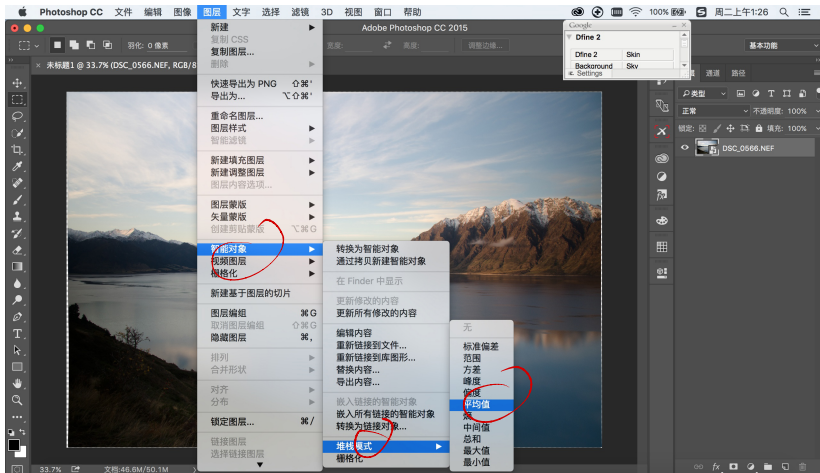 Photoshop CC 文件 编辑 图像 图层 文字 选择 滤镜 3D 视图 窗口 帮助 100% 周二上午1:26
Adobe Photoshop CC 2015
羽化: 0 像素 宽度: 高度: 调整边缘... 基本功能
未标题1 @ 33.7% (DSC_0566.NEF, RGB/8
新建
复制 CSS
复制图层...
删除
快速导出为 PNG ⇧⌘'
导出为... ⌥⇧⌘'
重命名图层...
图层样式
智能滤镜
新建填充图层
新建调整图层
图层内容选项...
图层蒙版
矢量蒙版
创建剪贴蒙版 ⌥⌘G
智能对象
视频图层
栅格化
新建基于图层的切片
图层编组 ⌘G
取消图层编组 ⇧⌘G
隐藏图层 ⌘,
排列
合并形状
对齐
分布
锁定图层... ⌘/
链接图层
选择链接图层
转换为智能对象
通过拷贝新建智能对象
在 Finder 中显示
更新修改的内容
更新所有修改的内容
编辑内容
重新链接到文件...
重新链接到库图形...
替换内容...
导出内容...
嵌入链接的智能对象
嵌入所有链接的智能对象
转换为链接对象...
堆栈模式
栅格化
无
标准偏差
范围
方差
峰度
偏度
平均值
中间值
总和
最大值
最小值
Google
Dfine 2
Dfine 2 Skin
Background Sky
Settings
通道 路径
类型
正常 不透明度: 100%
锁定: 填充: 100%
DSC_0566.NEF
33.7% 文档:46.6M/50.1M